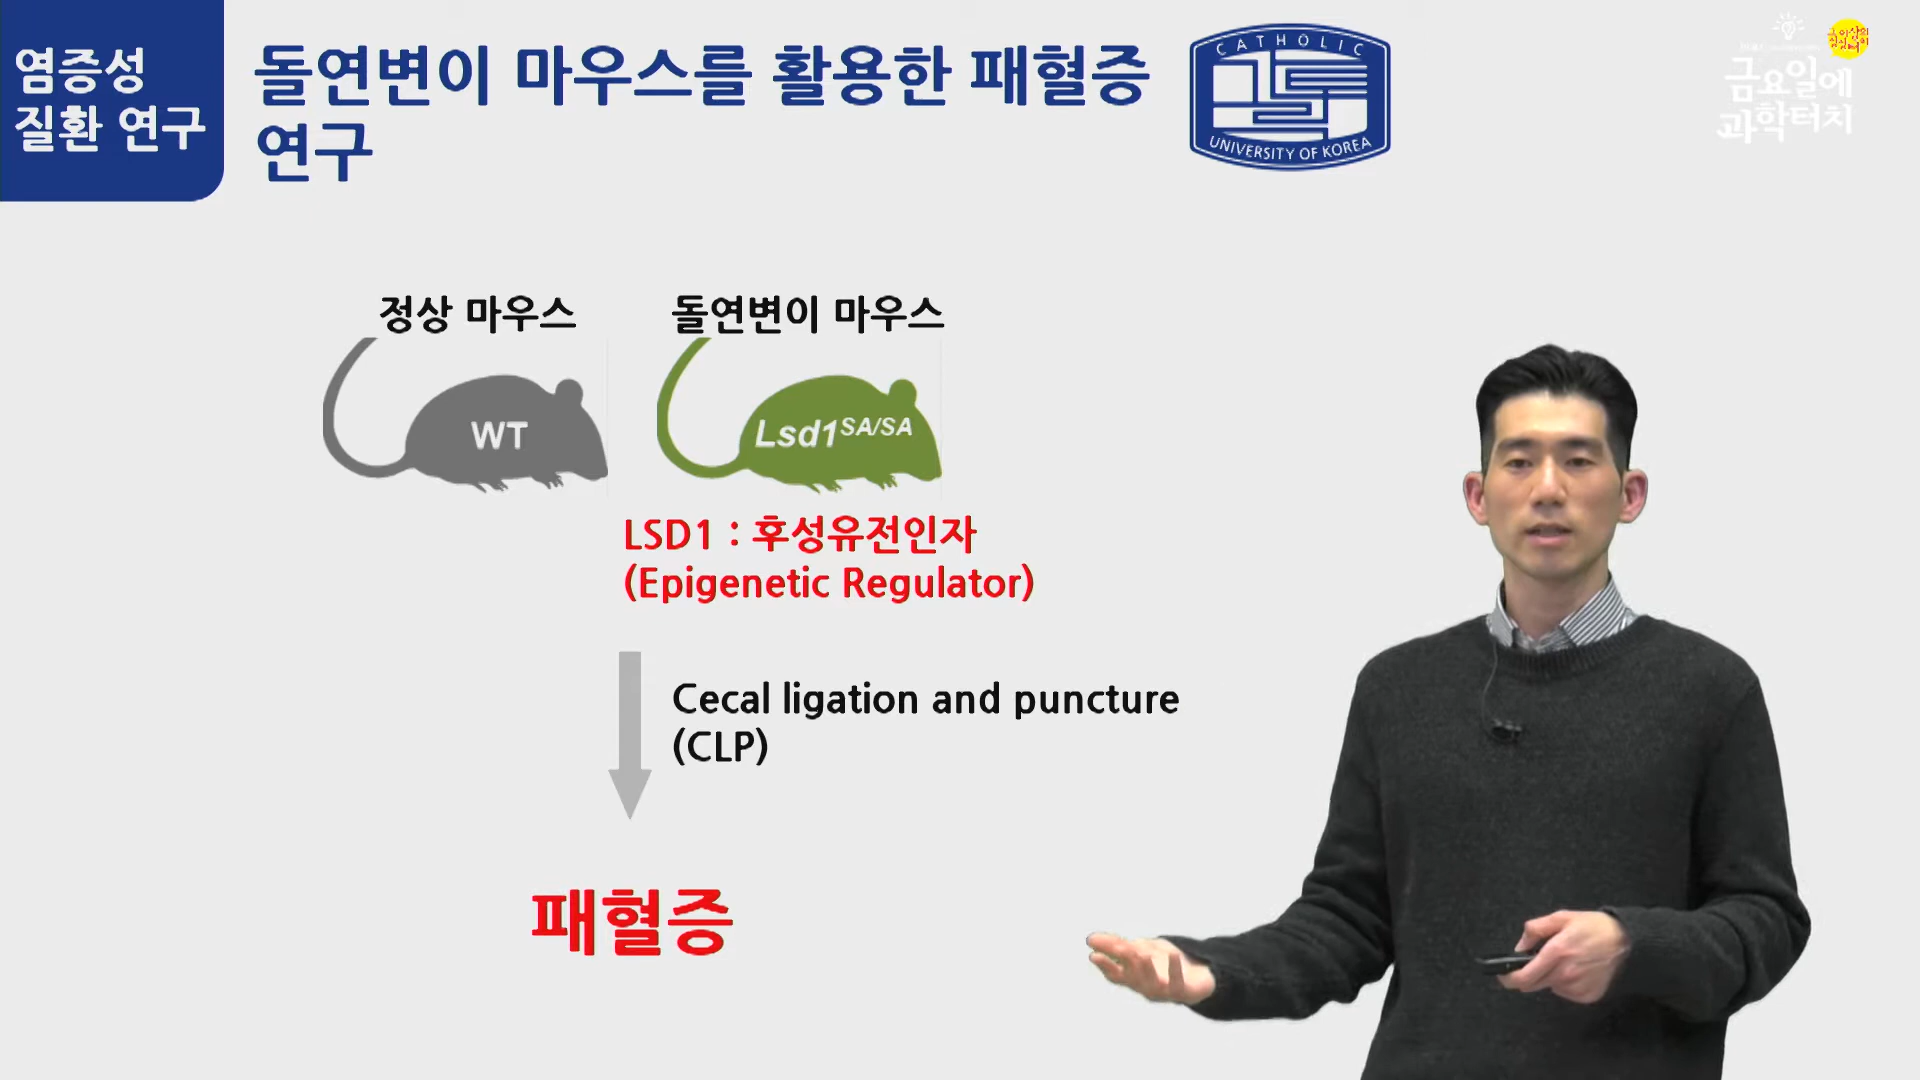 염증성
질환 연구
돌연변이 마우스를 활용한 패혈증
연구
CATHOLIC
UNIVERSITY OF KOREA
금요일에
과학터치
정상 마우스
돌연변이 마우스
WT
Lsd1SA/SA
LSD1 : 후성유전인자
(Epigenetic Regulator)
Cecal ligation and puncture
(CLP)
패혈증